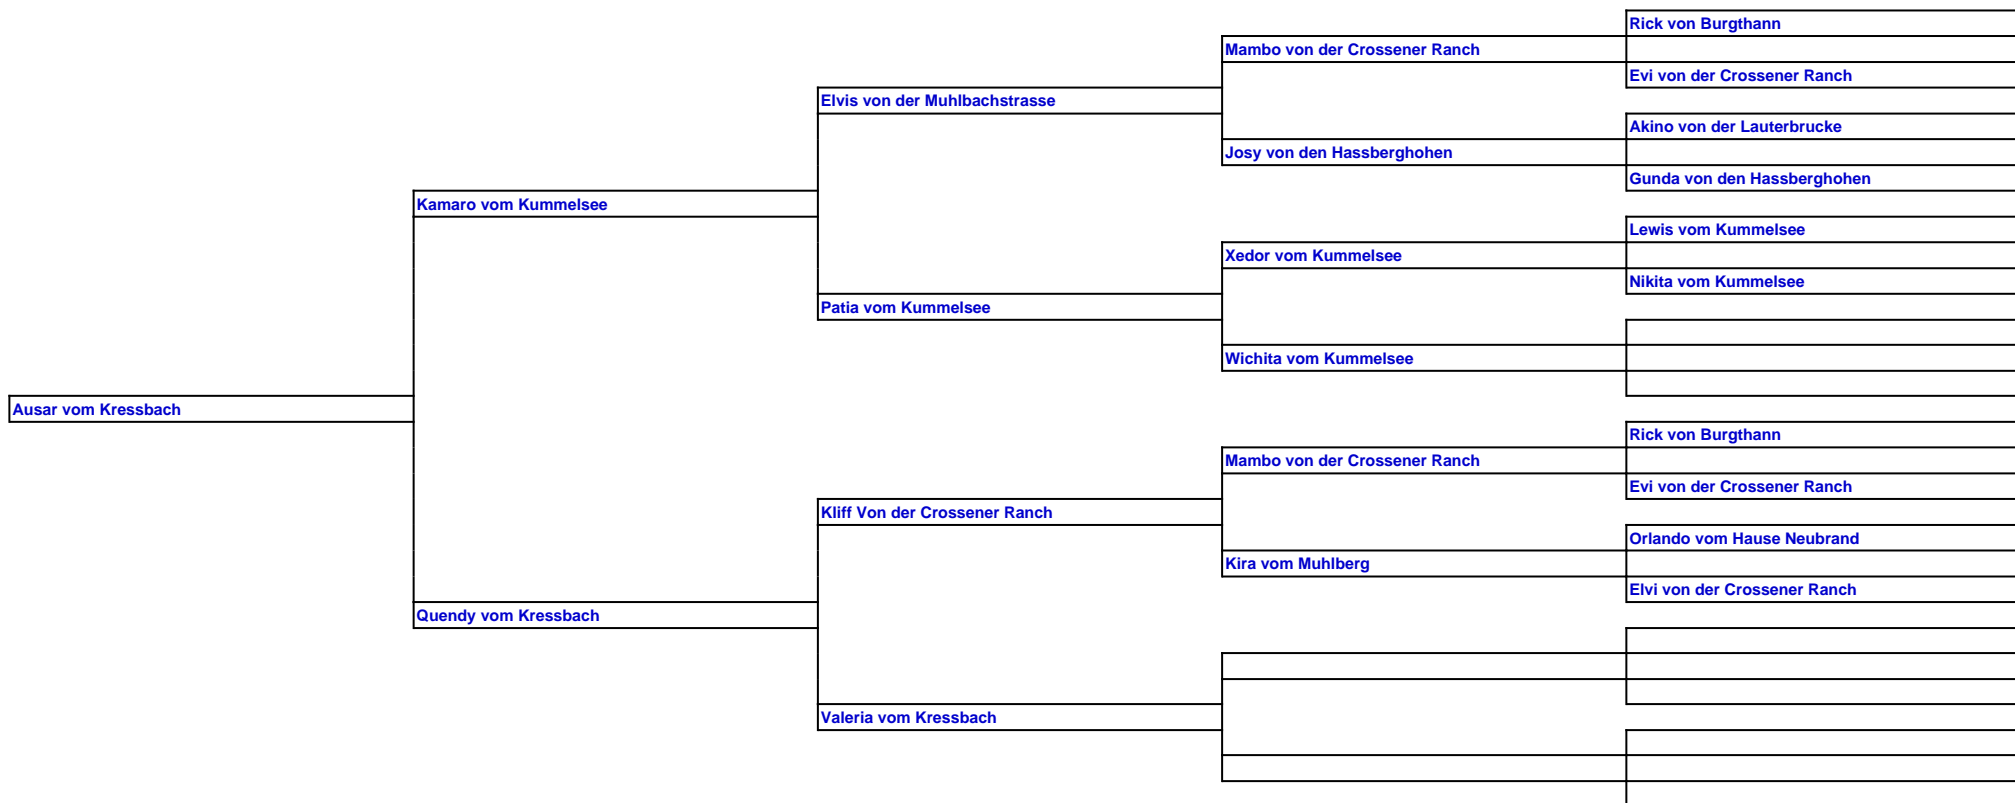 Rick von Burgthann
Mambo von der Crossener Ranch
Evi von der Crossener Ranch
Elvis von der Muhlbachstrasse
Akino von der Lauterbrucke
Josy von den Hassberghohen
Gunda von den Hassberghohen
Kamaro vom Kummelsee
Lewis vom Kummelsee
Xedor vom Kummelsee
Nikita vom Kummelsee
Patia vom Kummelsee
Wichita vom Kummelsee
Ausar vom Kressbach
Rick von Burgthann
Mambo von der Crossener Ranch
Evi von der Crossener Ranch
Kliff Von der Crossener Ranch
Orlando vom Hause Neubrand
Kira vom Muhlberg
Elvi von der Crossener Ranch
Quendy vom Kressbach
Valeria vom Kressbach